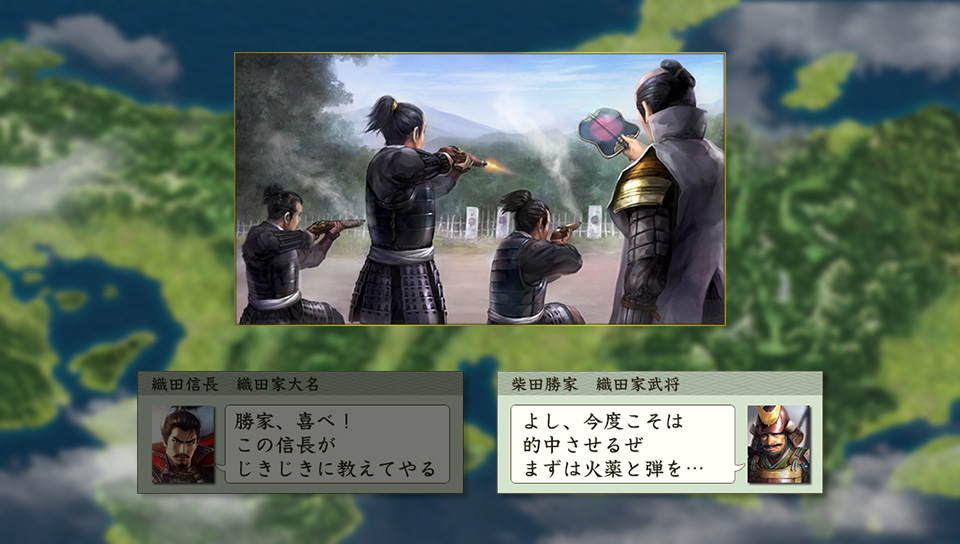 織田信長 織田家大名
勝家、喜べ！
この信長が
じきじきに教えてやる
柴田勝家 織田家武将
よし、今度こそは
的中させるぜ
まずは火薬と弾を…